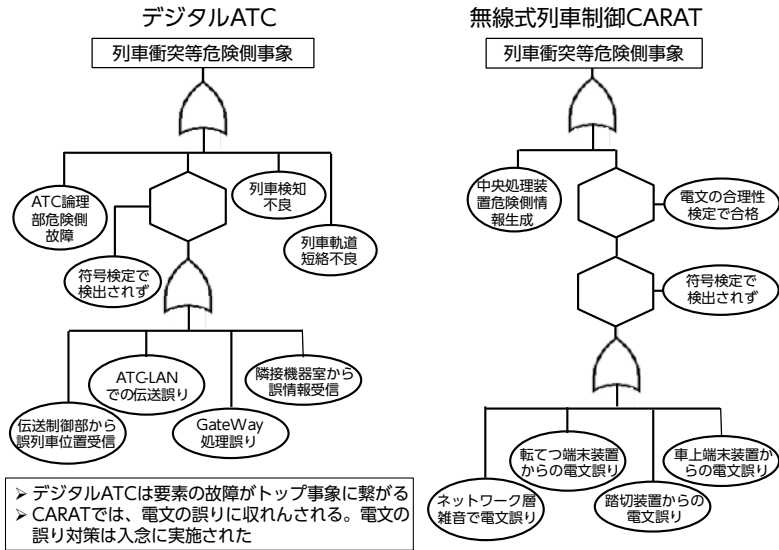 デジタルATC
列車衝突等危険側事象
ATC論理
部危険側
故障
列車検知
不良
列車軌道
短絡不良
符号検定で
検出されず
ATC-LAN
での伝送誤り
隣接機器室から
誤情報受信
伝送制御部から
誤列車位置受信
GateWay
処理誤り
無線式列車制御CARAT
列車衝突等危険側事象
中央処理装
置危険側情
報生成
電文の合理性
検定で合格
符号検定で
検出されず
転てつ端末装置
からの電文誤り
車上端末装置か
らの電文誤り
ネットワーク層
雑音で電文誤り
踏切装置からの
電文誤り
➢ デジタルATCは要素の故障がトップ事象に繋がる
➢ CARATでは、電文の誤りに収れんされる。電文の
誤り対策は入念に実施された